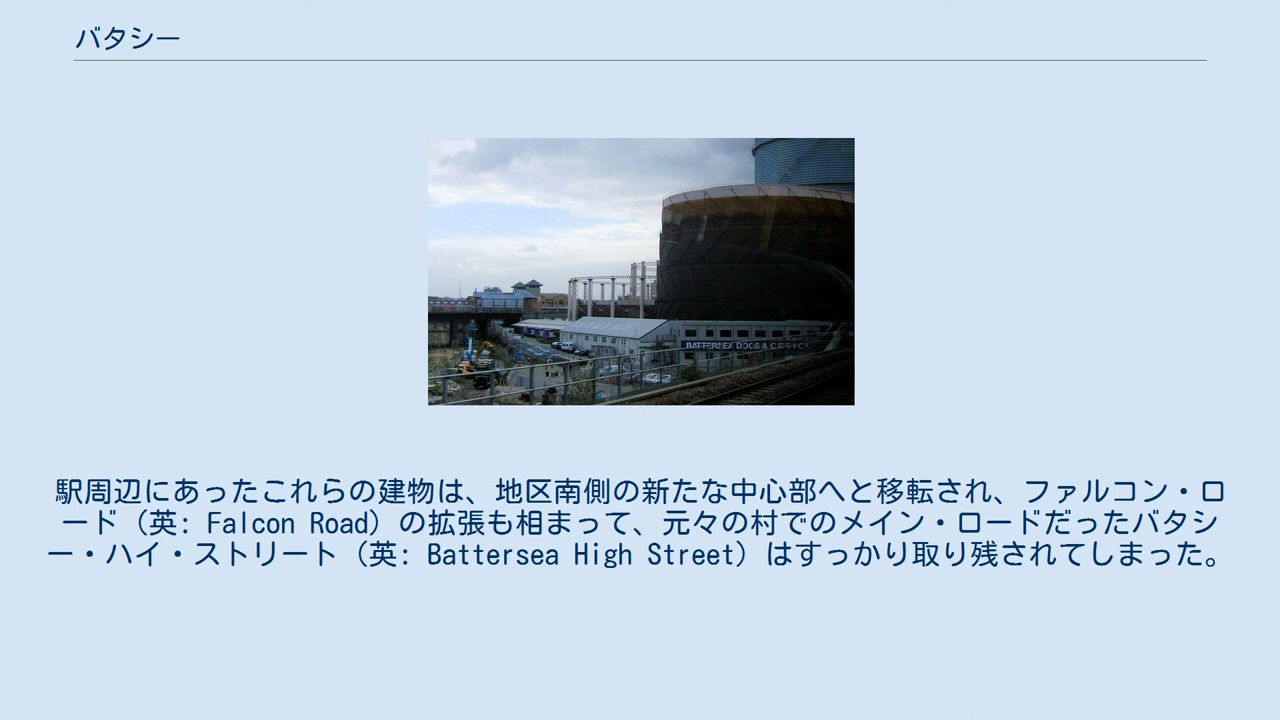 バタシー
BATTERSEA DOGS & CATS HO
駅周辺にあったこれらの建物は、地区南側の新たな中心部へと移転され、ファルコン・ロ
ード（英: Falcon Road）の拡張も相まって、元々の村でのメイン・ロードだったバタシ
ー・ハイ・ストリート（英: Battersea High Street）はすっかり取り残されてしまった。